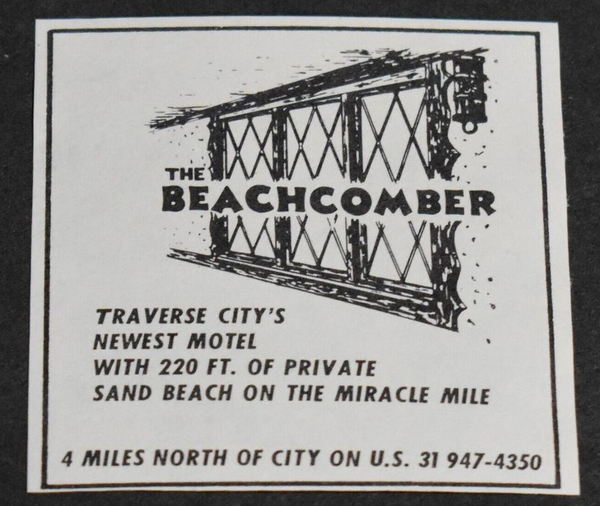 THE
BEACHCOMBER
TRAVERSE CITY'S
NEWEST MOTEL
WITH 220 FT. OF PRIVATE
SAND BEACH ON THE MIRACLE MILE
4 MILES NORTH OF CITY ON U.S. 31 947-4350